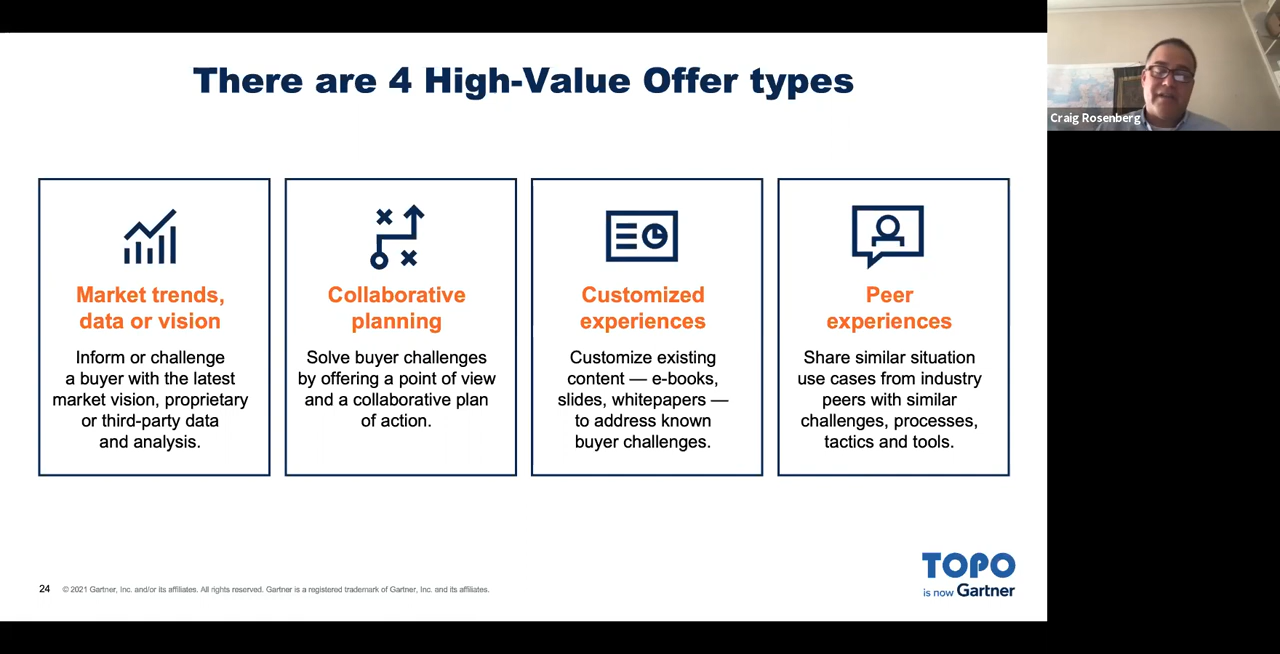 There are 4 High-Value Offer types
Craig Rosenberg
Market trends,
data or vision
Inform or challenge
a buyer with the latest
market vision, proprietary
or third-party data
and analysis.
Collaborative
planning
Solve buyer challenges
by offering a point of view
and a collaborative plan
of action.
Customized
experiences
Customize existing
content — e-books,
slides, whitepapers —
to address known
buyer challenges.
Peer
experiences
Share similar situation
use cases from industry
peers with similar
challenges, processes,
tactics and tools.
TOPO
is now Gartner
24 © 2021 Gartner, Inc. and/or its affiliates. All rights reserved. Gartner is a registered trademark of Gartner, Inc. and its affiliates.